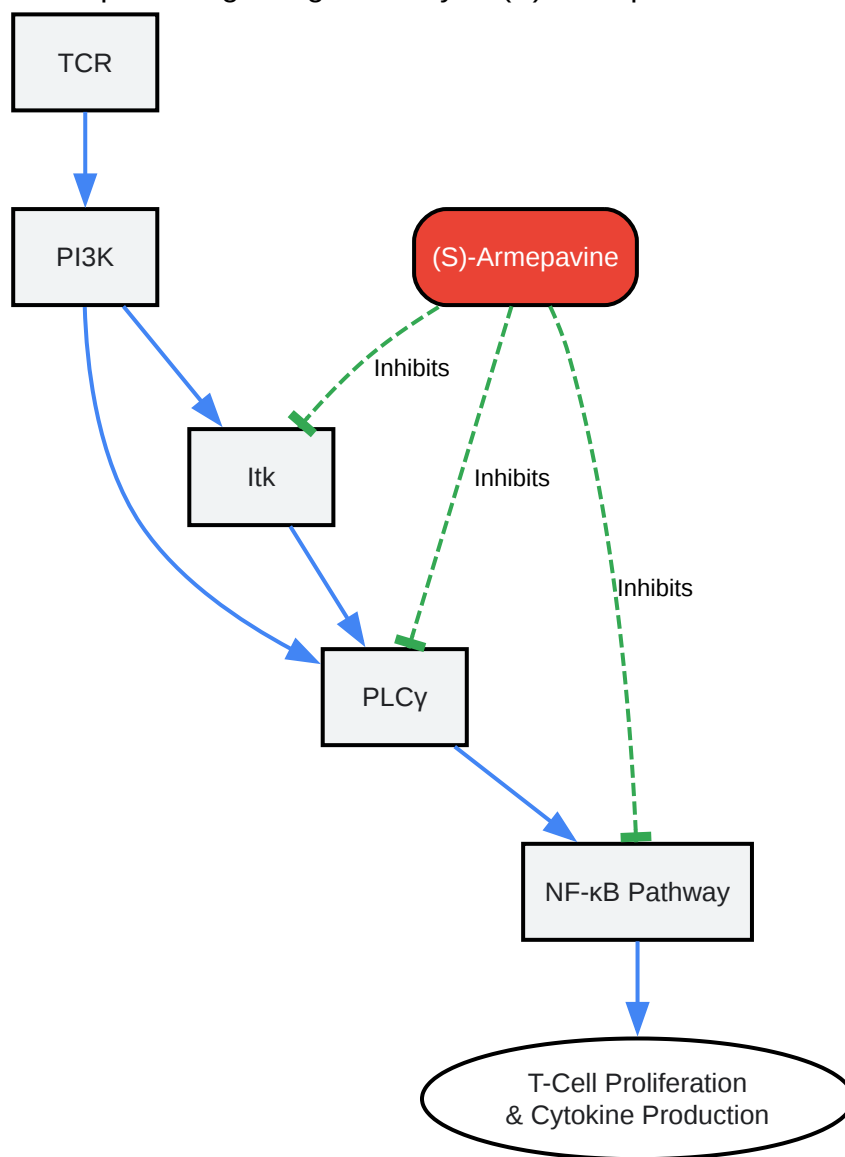 TCR
PI3K
(S)-Armepavine
Inhibits
Itk
Inhibits
Inhibits
PLCγ
NF-κB Pathway
T-Cell Proliferation
& Cytokine Production